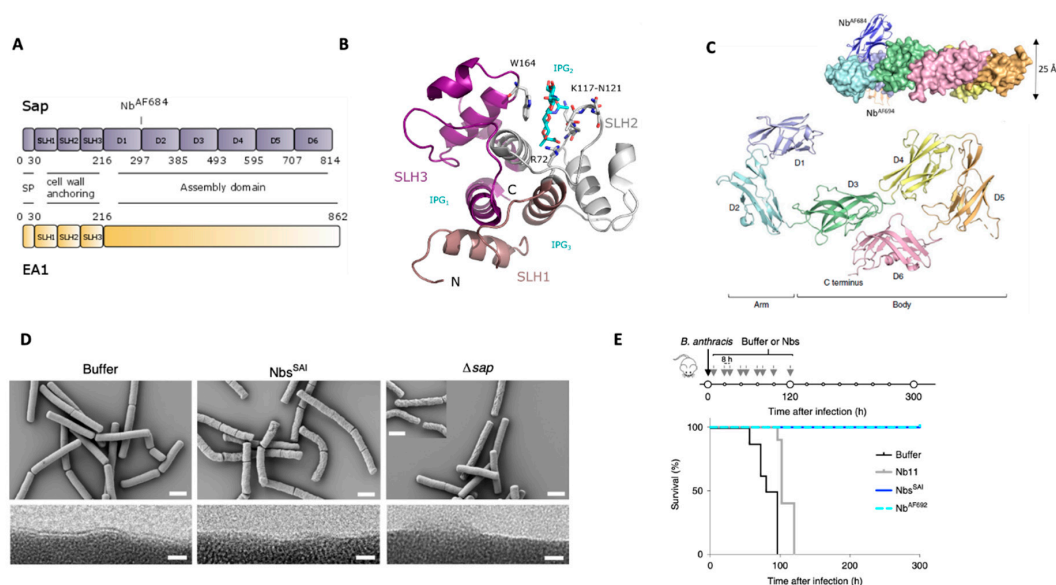 A
Nb^AF684
Sap
SLH1 SLH2 SLH3 D1 D2 D3 D4 D5 D6
0 30 216 297 385 493 595 707 814
SP
cell wall
anchoring
Assembly domain
0 30 216 862
SLH1 SLH2 SLH3
EA1
B
W164
IPG₂
K117-N121
SLH2
R72
SLH3
C
IPG₁
IPG₃
SLH1
N
C
Nb^AF684
25 Å
Nb^AF694
D1
D4
D3
D2
D5
D6
C terminus
Arm
Body
D
Buffer
Nbs^SAI
Δsap
E
B. anthracis
Buffer or Nbs
8 h
0 120 300
Time after infection (h)
100
50
0
Survival (%)
Buffer
Nb11
Nbs^SAI
Nb^AF692
0 100 200 300
Time after infection (h)